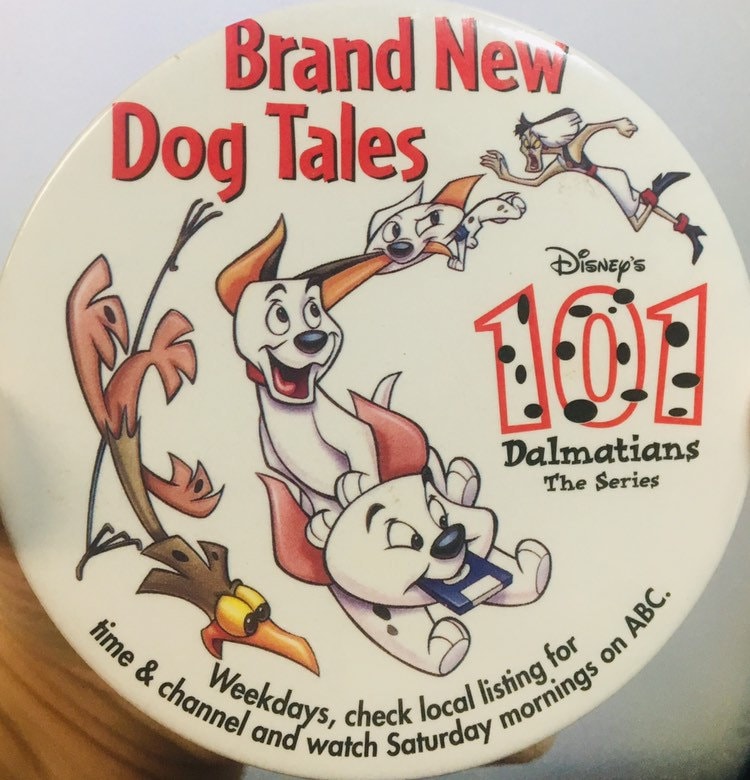 Brand New
Dog Tales
Disney's
101
Dalmatians
The Series
Weekdays, check local listing for
time & channel and watch Saturday mornings on ABC.